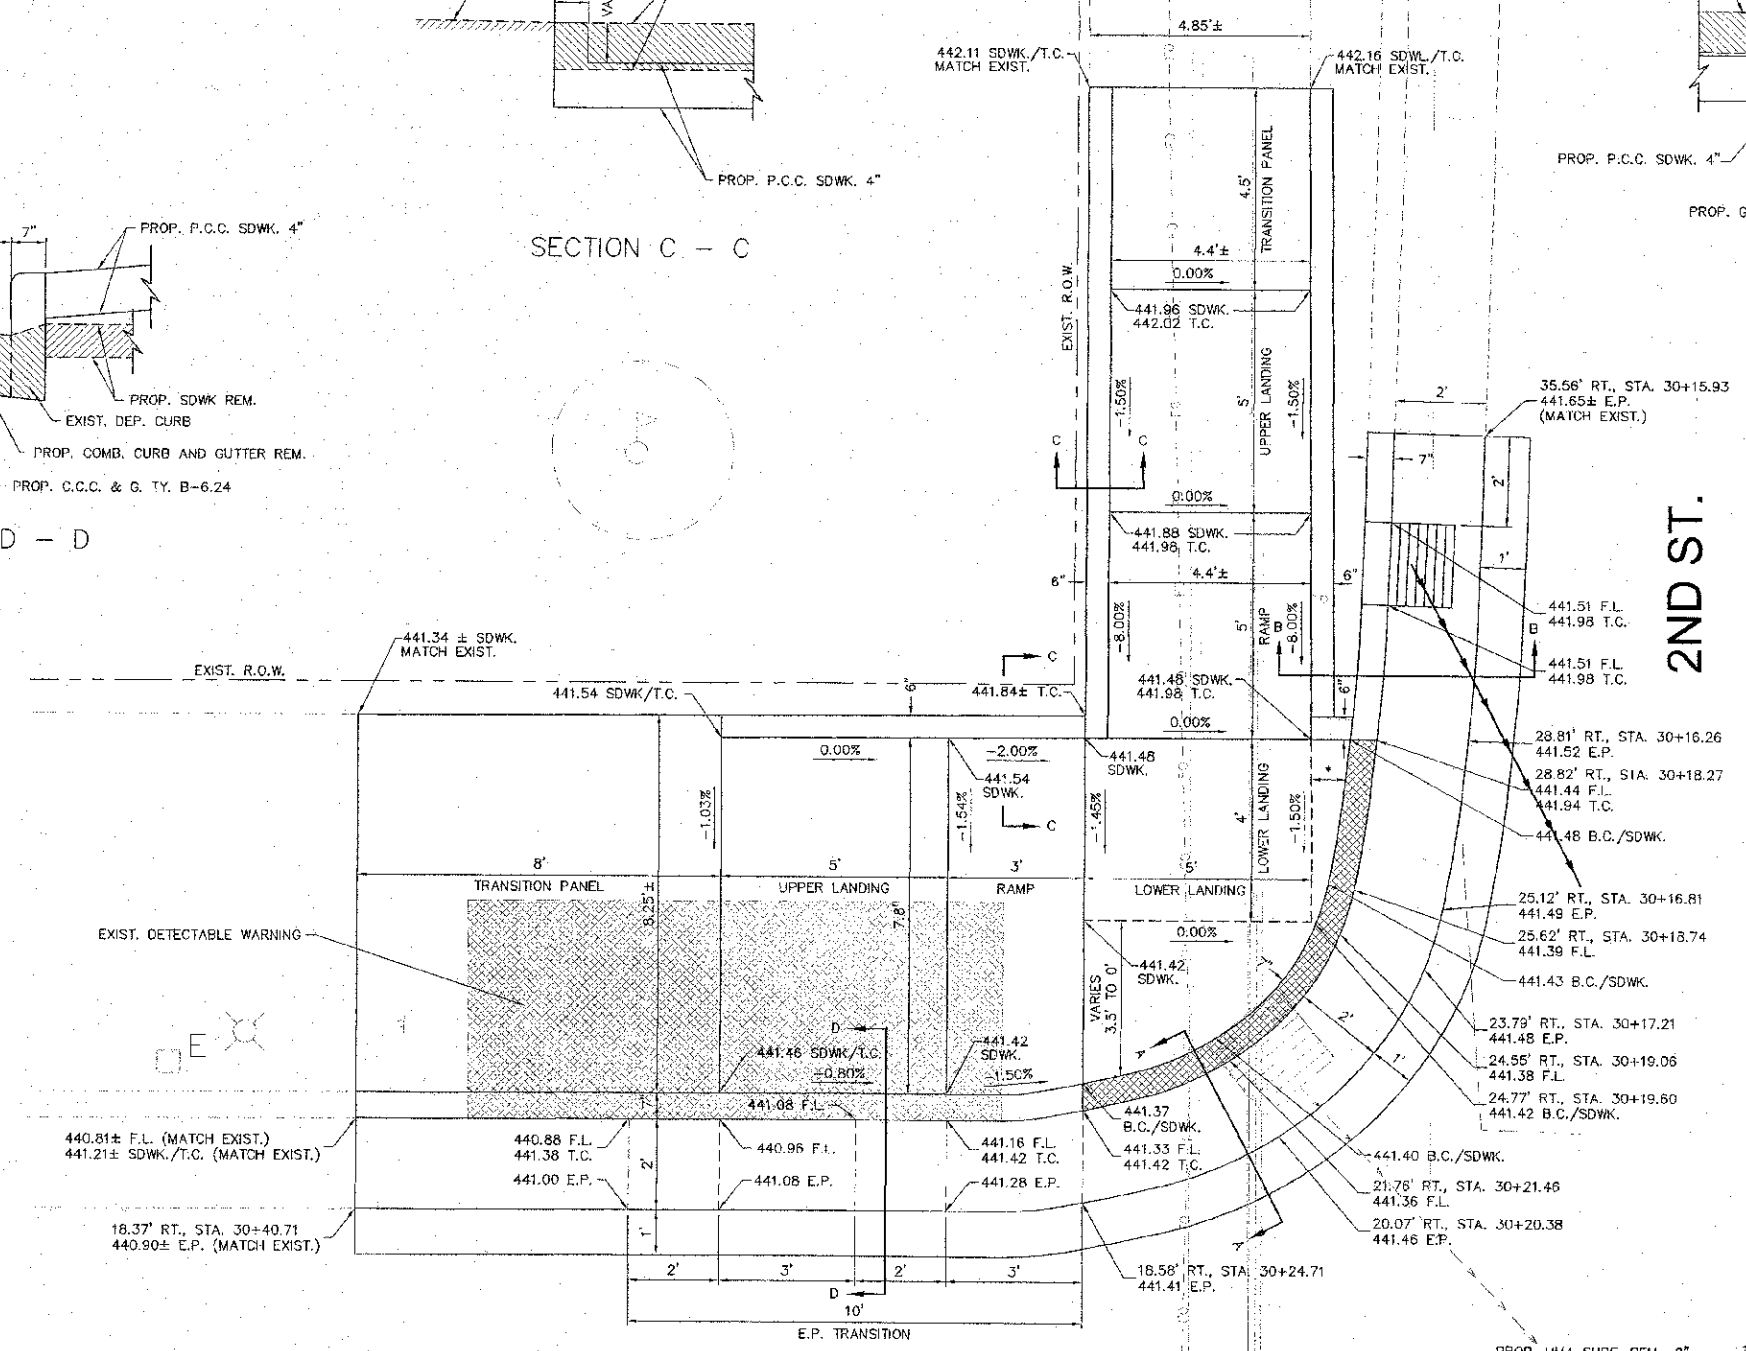 4.85'±
442.11 SDWK./T.C.
MATCH EXIST.
442.16 SDWL./T.C.
MATCH EXIST.
PROP. P.C.C. SDWK. 4"
PROP. P.C.C. SDWK. 4"
PROP. G
7"
PROP. P.C.C. SDWK. 4"
SECTION C - C
4.5'
TRANSITION PANEL
4.4'±
0.00%
EXIST. R.O.W.
441.96 SDWK.
442.02 T.C.
PROP. SDWK REM.
EXIST. DEP. CURB
PROP. COMB. CURB AND GUTTER REM.
PROP. C.C.C. & G. TY. B-6.24
D - D
-1.50%
5'
UPPER LANDING
-1.50%
C
C
0.00%
441.88 SDWK.
441.98 T.C.
4.4'±
6"
6"
2'
35.56' RT., STA. 30+15.93
441.65± E.P.
(MATCH EXIST.)
7"
2'
1'
2ND ST.
441.51 F.L.
441.98 T.C.
B
441.51 F.L.
441.98 T.C.
-8.00%
5'
RAMP
-8.00%
B
441.34 ± SDWK.
MATCH EXIST.
EXIST. R.O.W.
441.54 SDWK/T.C.
6"
C
441.84± T.C.
441.48 SDWK.
441.98 T.C.
6"
0.00%
0.00%
-2.00%
441.54
SDWK.
441.48
SDWK.
28.81' RT., STA. 30+16.26
441.52 E.P.
28.82' RT., STA. 30+18.27
441.44 F.L.
441.94 T.C.
441.48 B.C./SDWK.
*
-1.03%
-1.54%
C
-1.45%
4'
LOWER LANDING
-1.50%
8'
5'
3'
5'
TRANSITION PANEL
UPPER LANDING
RAMP
LOWER LANDING
8.25'±
7.8'
EXIST. DETECTABLE WARNING
0.00%
441.42
SDWK.
VARIES
3.5' TO 0'
25.12' RT., STA. 30+16.81
441.49 E.P.
25.62' RT., STA. 30+18.74
441.39 F.L.
441.43 B.C./SDWK.
1'
2'
1'
23.79' RT., STA. 30+17.21
441.48 E.P.
24.55' RT., STA. 30+19.06
441.38 F.L.
24.77' RT., STA. 30+19.60
441.42 B.C./SDWK.
E
D
441.46 SDWK/T.C.
-0.80%
441.42
SDWK.
-1.50%
A
441.08 F.L.
7"
441.37
B.C./SDWK.
440.81± F.L. (MATCH EXIST.)
441.21± SDWK./T.C. (MATCH EXIST.)
440.88 F.L.
441.38 T.C.
440.96 F.L.
441.16 F.L.
441.42 T.C.
441.33 F.L.
441.42 T.C.
441.40 B.C./SDWK.
2'
441.00 E.P.
441.08 E.P.
441.28 E.P.
21.76' RT., STA. 30+21.46
441.36 F.L.
18.37' RT., STA. 30+40.71
440.90± E.P. (MATCH EXIST.)
1'
20.07' RT., STA. 30+20.38
441.46 E.P.
A
2'
3'
2'
3'
18.58' RT., STA. 30+24.71
441.41 E.P.
D
10'
E.P. TRANSITION